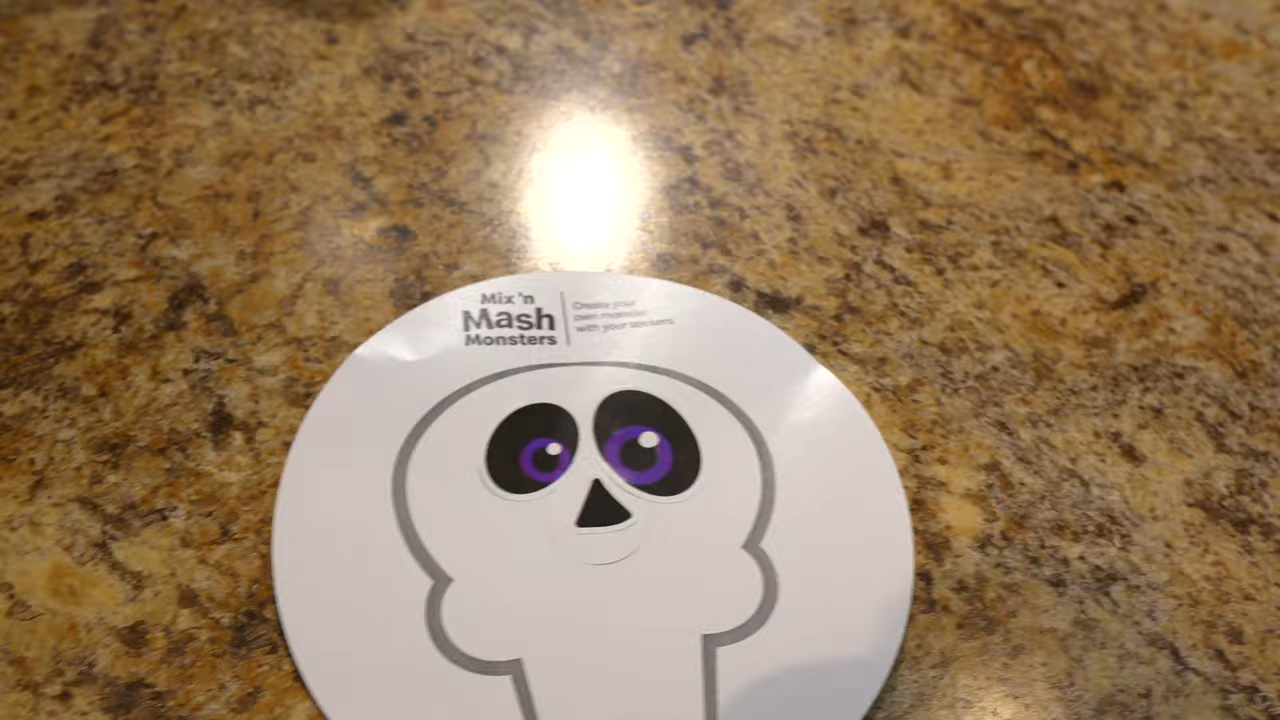 Mix 'n
Mash
Monsters
Create your
own monster
with your stickers.